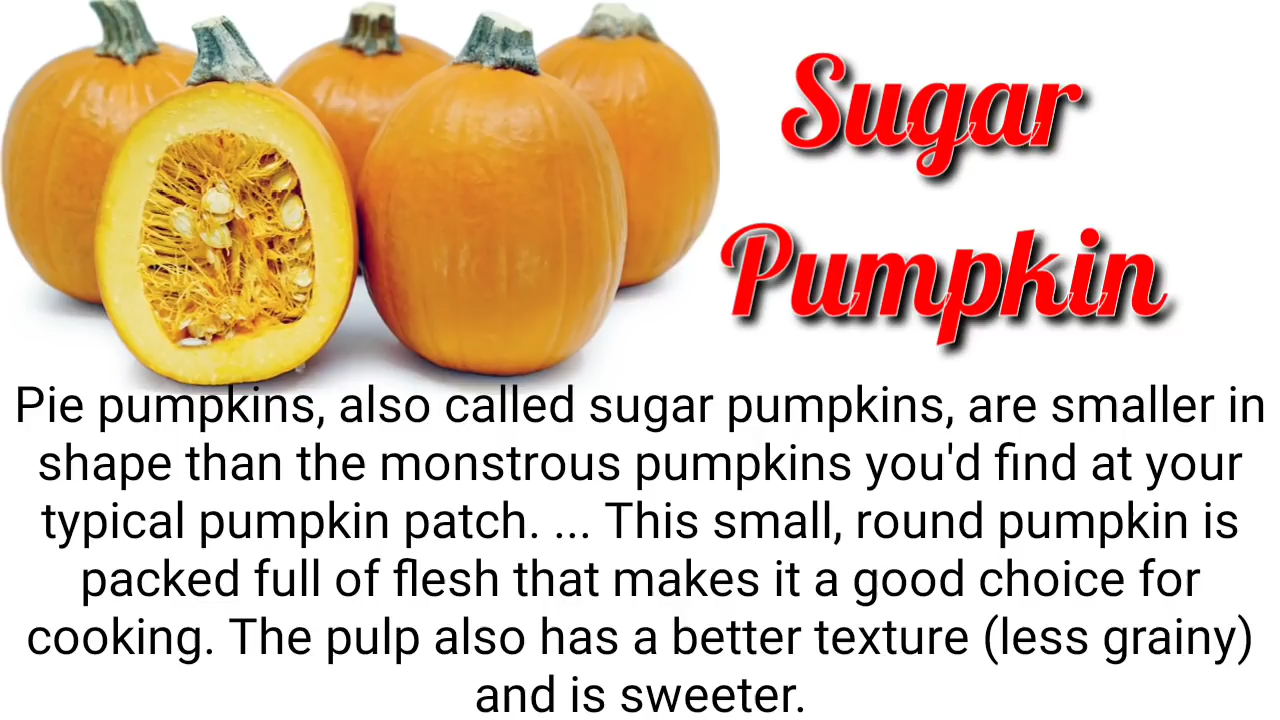 Sugar
Pumpkin
Pie pumpkins, also called sugar pumpkins, are smaller in
shape than the monstrous pumpkins you'd find at your
typical pumpkin patch. ... This small, round pumpkin is
packed full of flesh that makes it a good choice for
cooking. The pulp also has a better texture (less grainy)
and is sweeter.